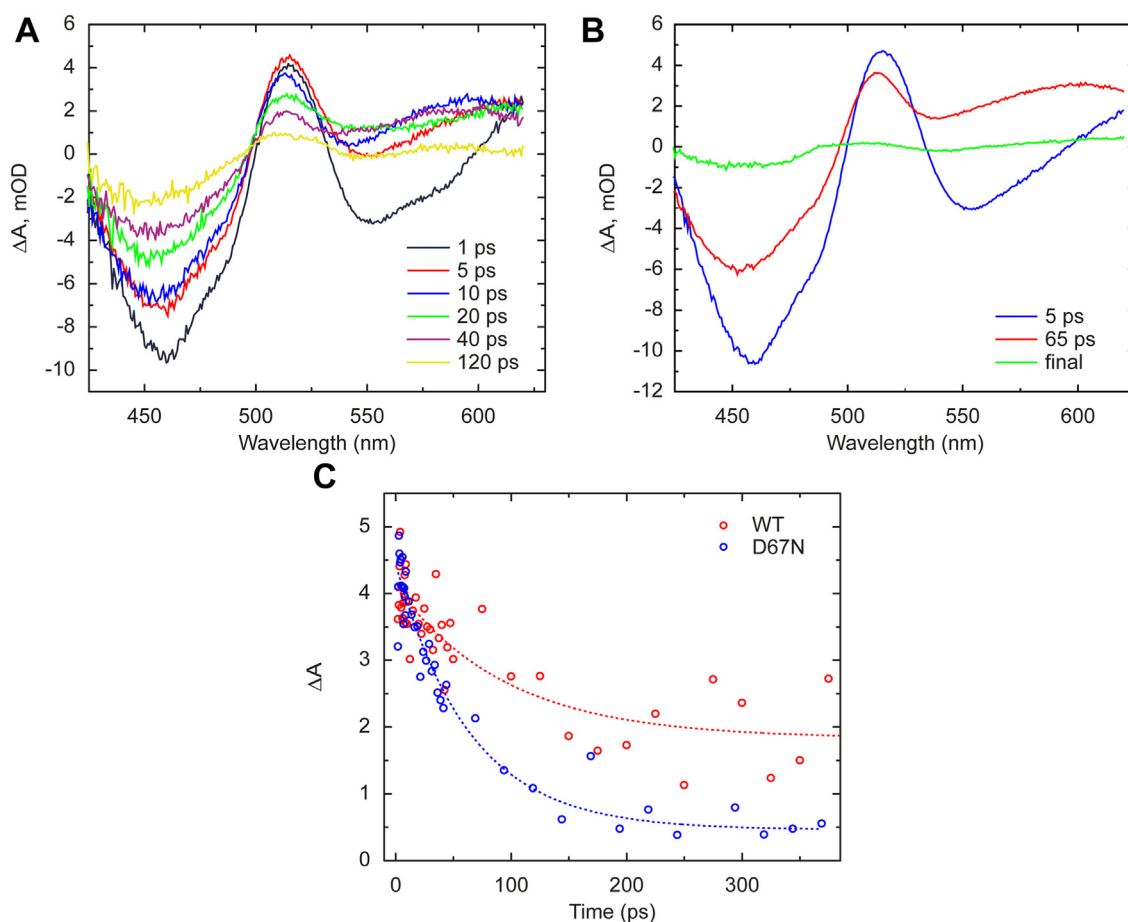 A
ΔA, mOD
6
4
2
0
-2
-4
-6
-8
-10
1 ps
5 ps
10 ps
20 ps
40 ps
120 ps
450 500 550 600
Wavelength (nm)
B
ΔA, mOD
6
4
2
0
-2
-4
-6
-8
-10
-12
5 ps
65 ps
final
450 500 550 600
Wavelength (nm)
C
ΔA
5
4
3
2
1
0
WT
D67N
0 100 200 300
Time (ps)